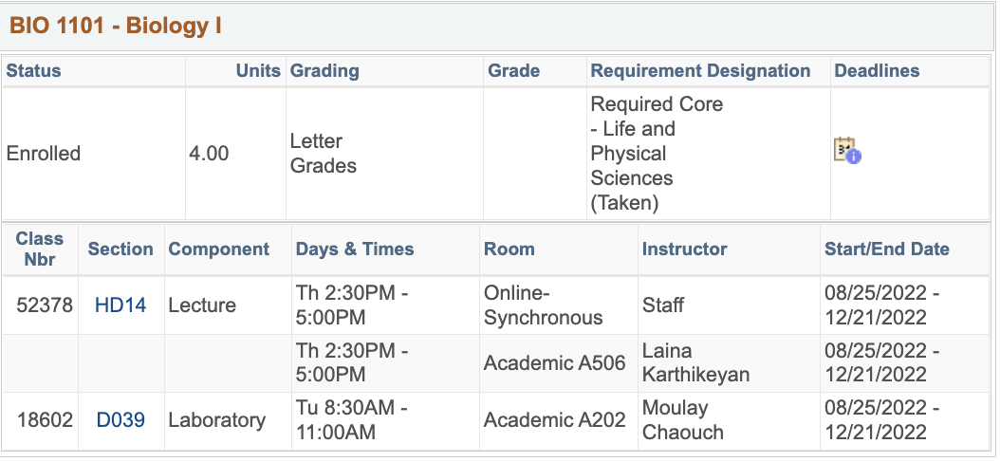 BIO 1101 - Biology I
Status Units Grading Grade Requirement Designation Deadlines
Enrolled 4.00 Letter Grades Required Core - Life and Physical Sciences (Taken) 31
Class Nbr Section Component Days & Times Room Instructor Start/End Date
52378 HD14 Lecture Th 2:30PM - 5:00PM Online-Synchronous Staff 08/25/2022 - 12/21/2022
Th 2:30PM - 5:00PM Academic A506 Laina Karthikeyan 08/25/2022 - 12/21/2022
18602 D039 Laboratory Tu 8:30AM - 11:00AM Academic A202 Moulay Chaouch 08/25/2022 - 12/21/2022